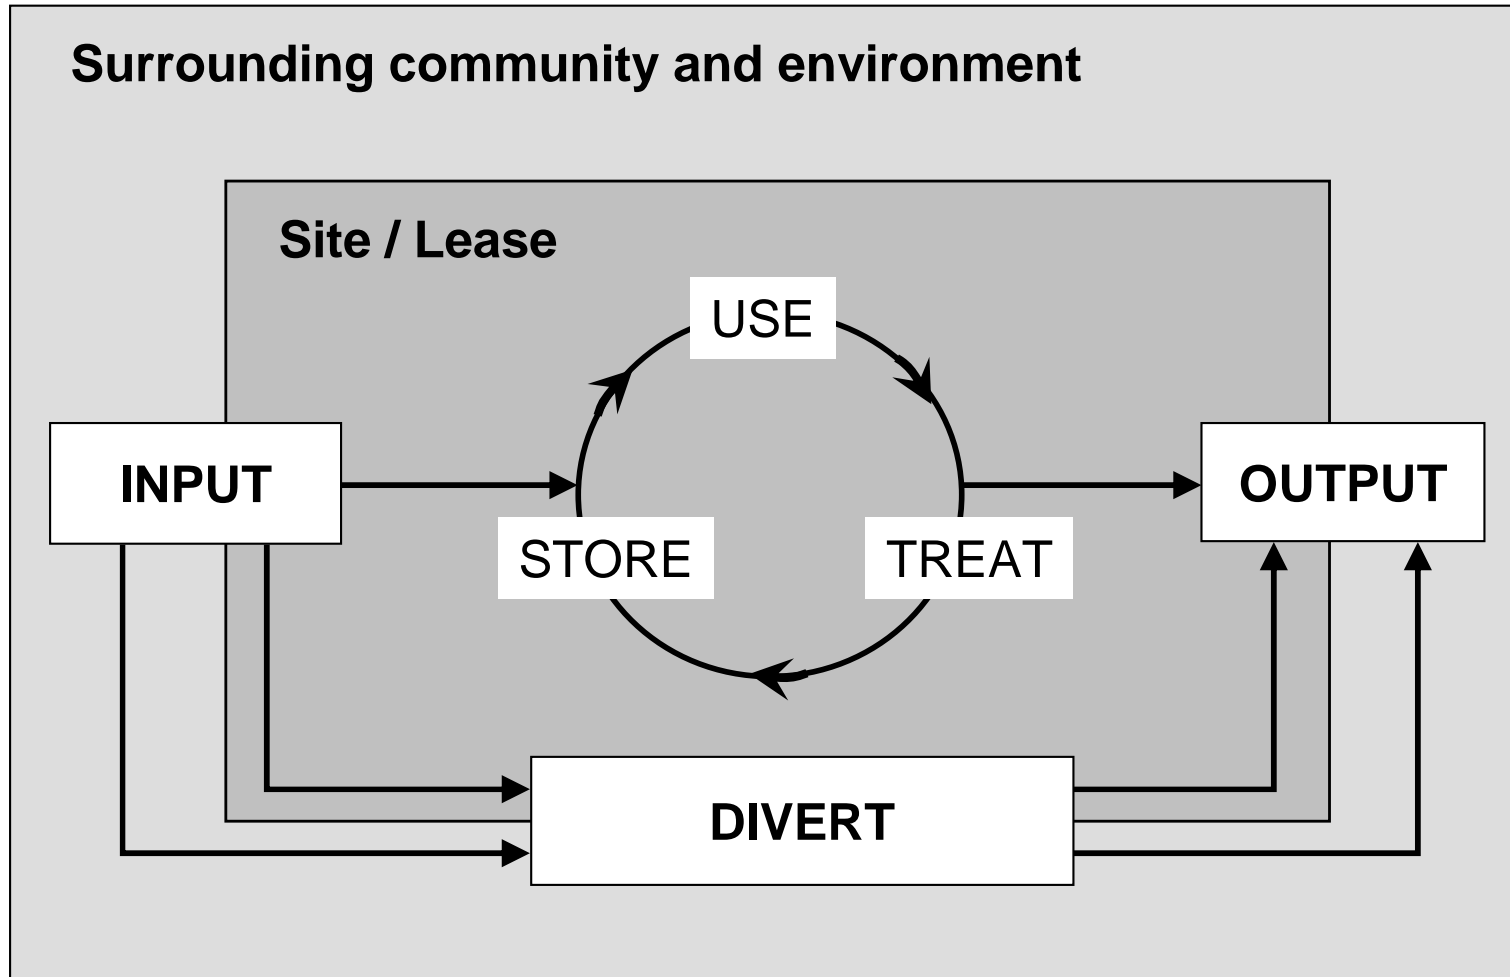 Surrounding community and environment
Site / Lease
USE
INPUT
OUTPUT
STORE
TREAT
DIVERT